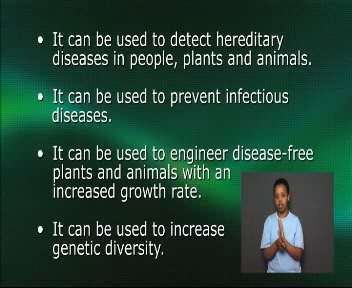 • It can be used to detect hereditary
diseases in people, plants and animals.
• It can be used to prevent infectious
diseases.
• It can be used to engineer disease-free
plants and animals with an
increased growth rate.
• It can be used to increase
genetic diversity.